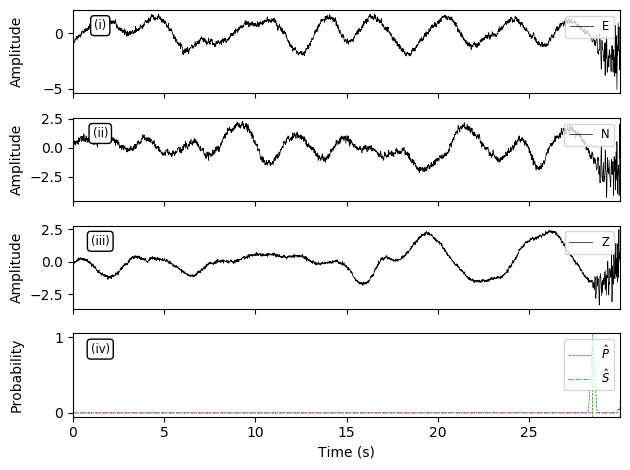 (i)
E
Amplitude
0
−5
(ii)
N
Amplitude
2.5
0.0
−2.5
(iii)
Z
Amplitude
2.5
0.0
−2.5
(iv)
P̂
Ŝ
Probability
1
0
0 5 10 15 20 25
Time (s)